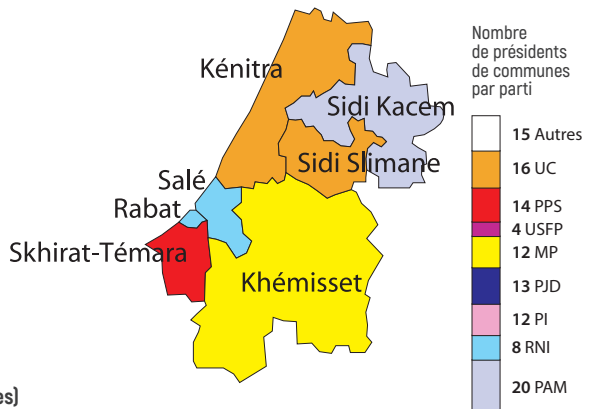 Nombre
de présidents
de communes
par parti
Kénitra
Sidi Kacem
Sidi Slimane
Salé
Rabat
Skhirat-Témara
Khémisset
15 Autres
16 UC
14 PPS
4 USFP
12 MP
13 PJD
12 PI
8 RNI
20 PAM
es)